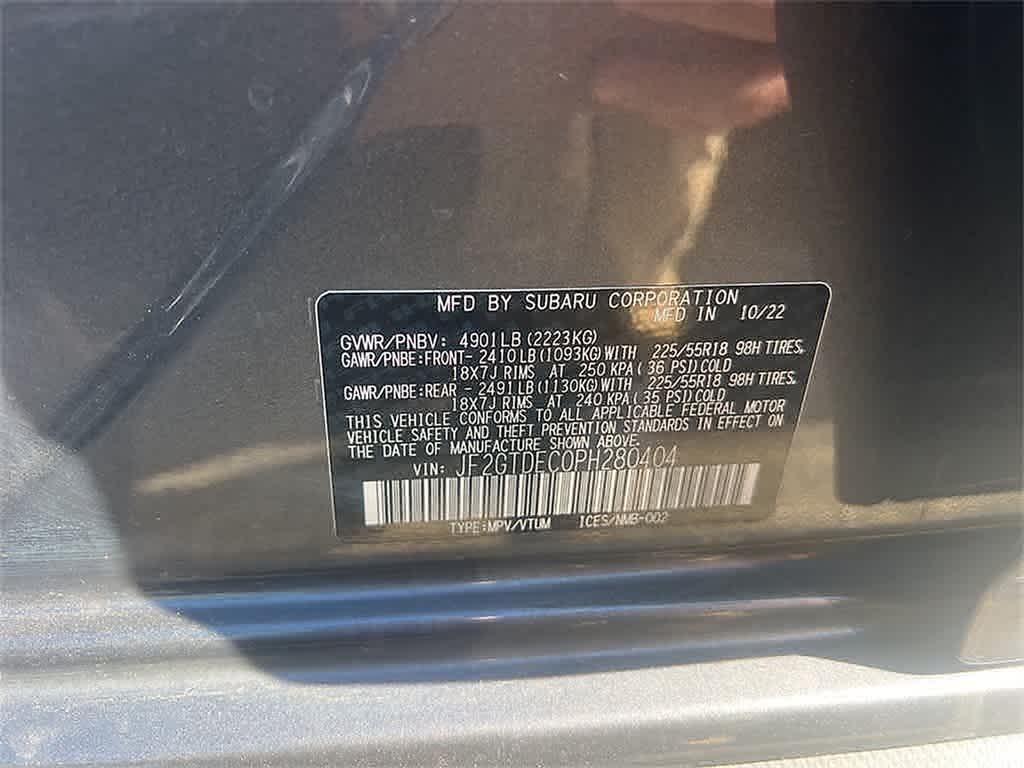 MFD BY SUBARU CORPORATION
MFD IN 10/22
GVWR/PNBV: 4901LB(2223KG)
GAWR/PNBE:FRONT- 2410LB(1093KG)WITH 225/55R18 98H TIRES,
18X7J RIMS AT 250 KPA( 36 PSI)COLD
GAWR/PNBE:REAR - 2491LB(1130KG)WITH 225/55R18 98H TIRES,
18X7J RIMS AT 240 KPA( 35 PSI)COLD
THIS VEHICLE CONFORMS TO ALL APPLICABLE FEDERAL MOTOR
VEHICLE SAFETY AND THEFT PREVENTION STANDARDS IN EFFECT ON
THE DATE OF MANUFACTURE SHOWN ABOVE.
VIN: JF2GTDEC0PH280404
TYPE:MPV/VTUM ICES/NMB-002